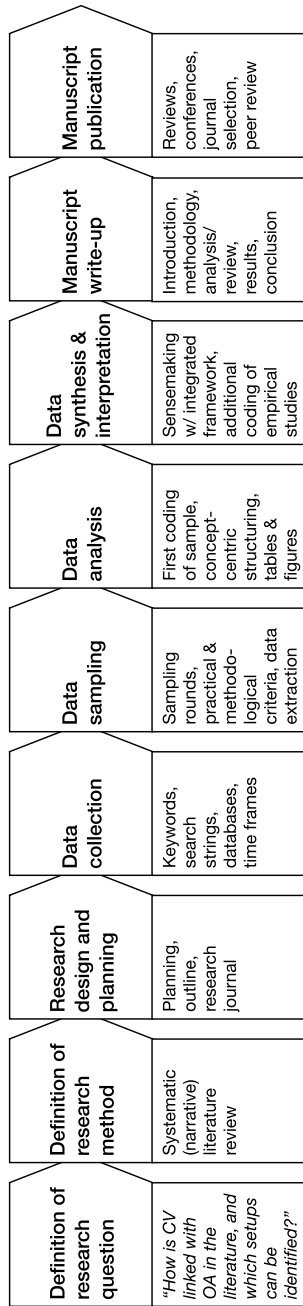 Definition of
research
question
"How is CV
linked with
OA in the
literature, and
which setups
can be
identified?"
Definition of
research
method
Systematic
(narrative)
literature
review
Research
design and
planning
Planning,
outline,
research
journal
Data
collection
Keywords,
search
strings,
databases,
time frames
Data
sampling
Sampling
rounds,
practical &
methodo-
logical
criteria, data
extraction
Data
analysis
First coding
of sample,
concept-
centric
structuring,
tables &
figures
Data
synthesis &
interpretation
Sensemaking
w/ integrated
framework,
additional
coding of
empirical
studies
Manuscript
write-up
Introduction,
methodology,
analysis/
review,
results,
conclusion
Manuscript
publication
Reviews,
conferences,
journal
selection,
peer review